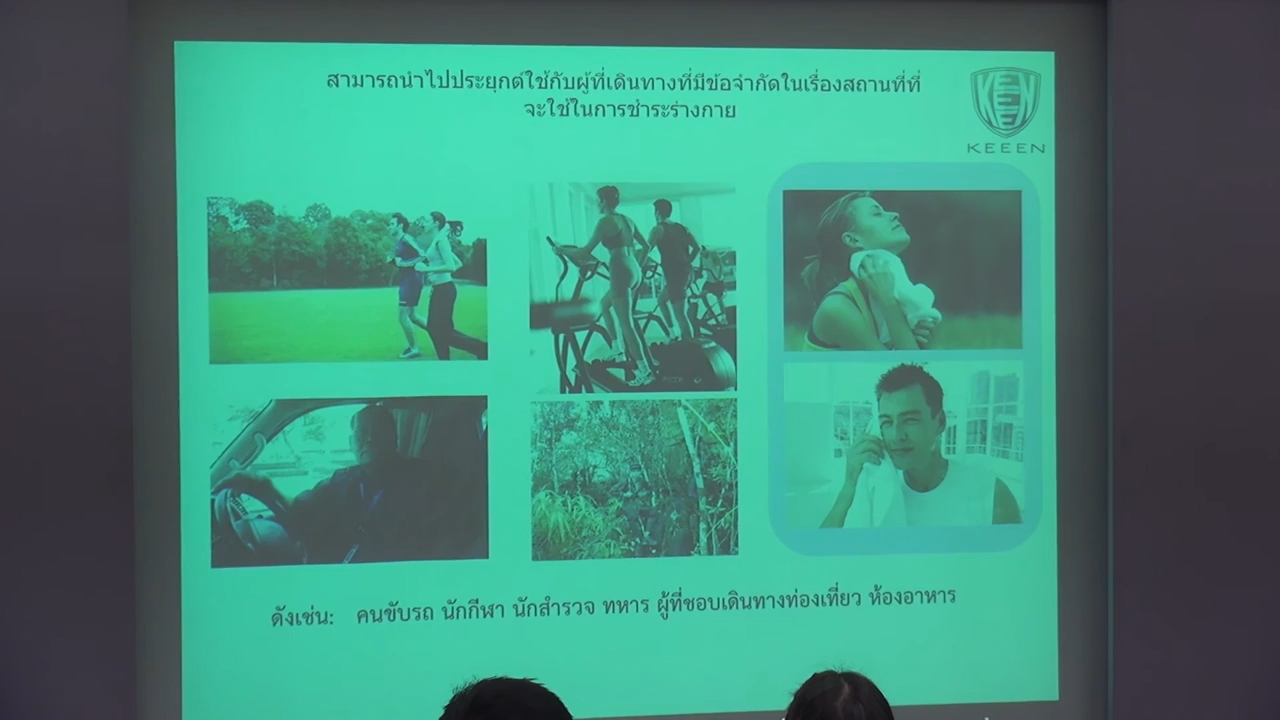 สามารถนำไปประยุกต์ใช้กับผู้ที่เดินทางที่มีข้อจำกัดในเรื่องสถานที่ที่
จะใช้ในการชำระร่างกาย
KEEEN
KEEEN
ดังเช่น: คนขับรถ นักกีฬา นักสำรวจ ทหาร ผู้ที่ชอบเดินทางท่องเที่ยว ห้องอาหาร